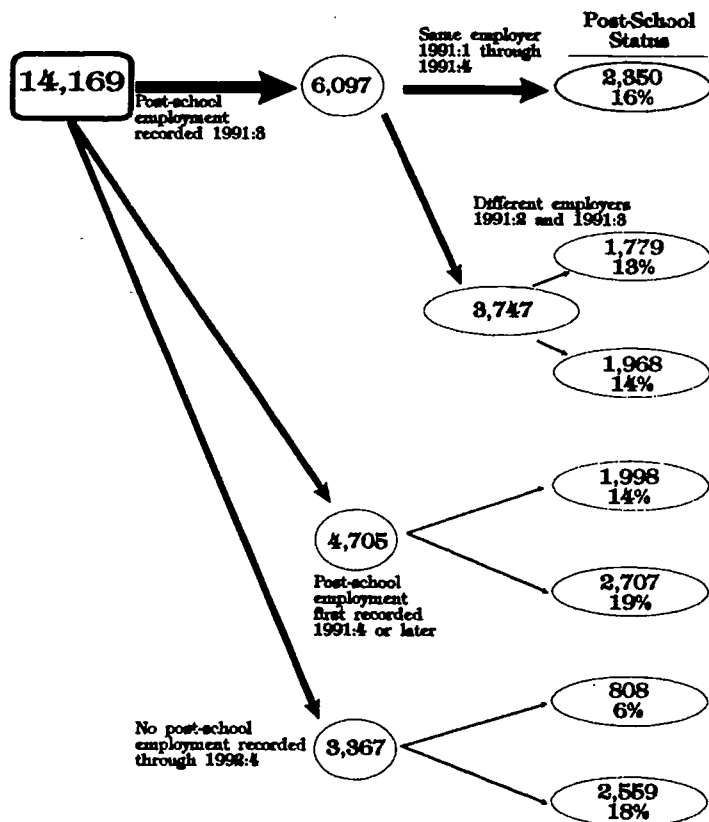 Post-School
Status
14,169
Post-school
employment
recorded 1991:3
6,097
Same employer
1991:1 through
1991:4
2,350
16%
Different employers
1991:2 and 1991:3
3,747
1,779
13%
1,968
14%
4,705
Post-school
employment
first recorded
1991:4 or later
1,998
14%
2,707
19%
No post-school
employment recorded
through 1992:4
3,367
808
6%
2,559
18%